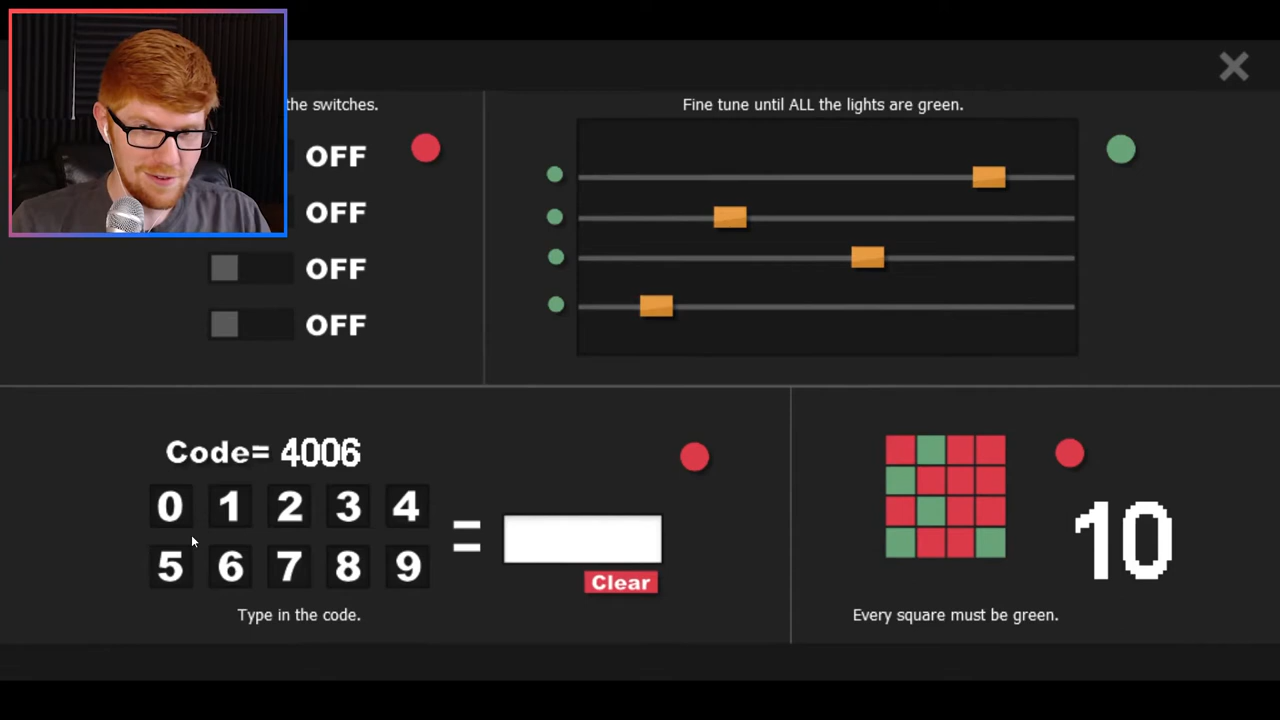 the switches.
OFF
OFF
OFF
OFF
Fine tune until ALL the lights are green.
Code= 4006
0 1 2 3 4
5 6 7 8 9
=
Clear
Type in the code.
10
Every square must be green.